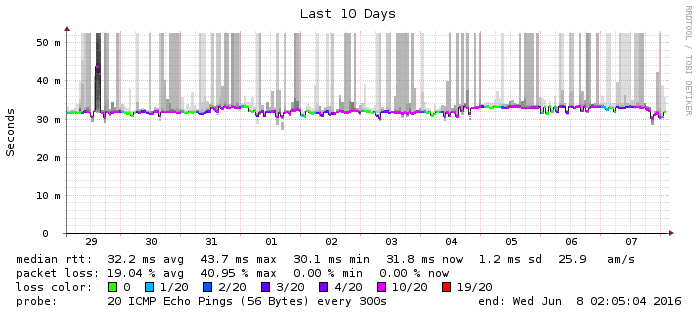 Last 10 Days
RRDTOOL / TOBI OETIKER
Seconds
50 m
40 m
30 m
20 m
10 m
0
29 30 31 01 02 03 04 05 06 07
median rtt: 32.2 ms avg 43.7 ms max 30.1 ms min 31.8 ms now 1.2 ms sd 25.9 am/s
packet loss: 19.04 % avg 40.95 % max 0.00 % min 0.00 % now
loss color: 0 1/20 2/20 3/20 4/20 10/20 19/20
probe: 20 ICMP Echo Pings (56 Bytes) every 300s end: Wed Jun 8 02:05:04 2016